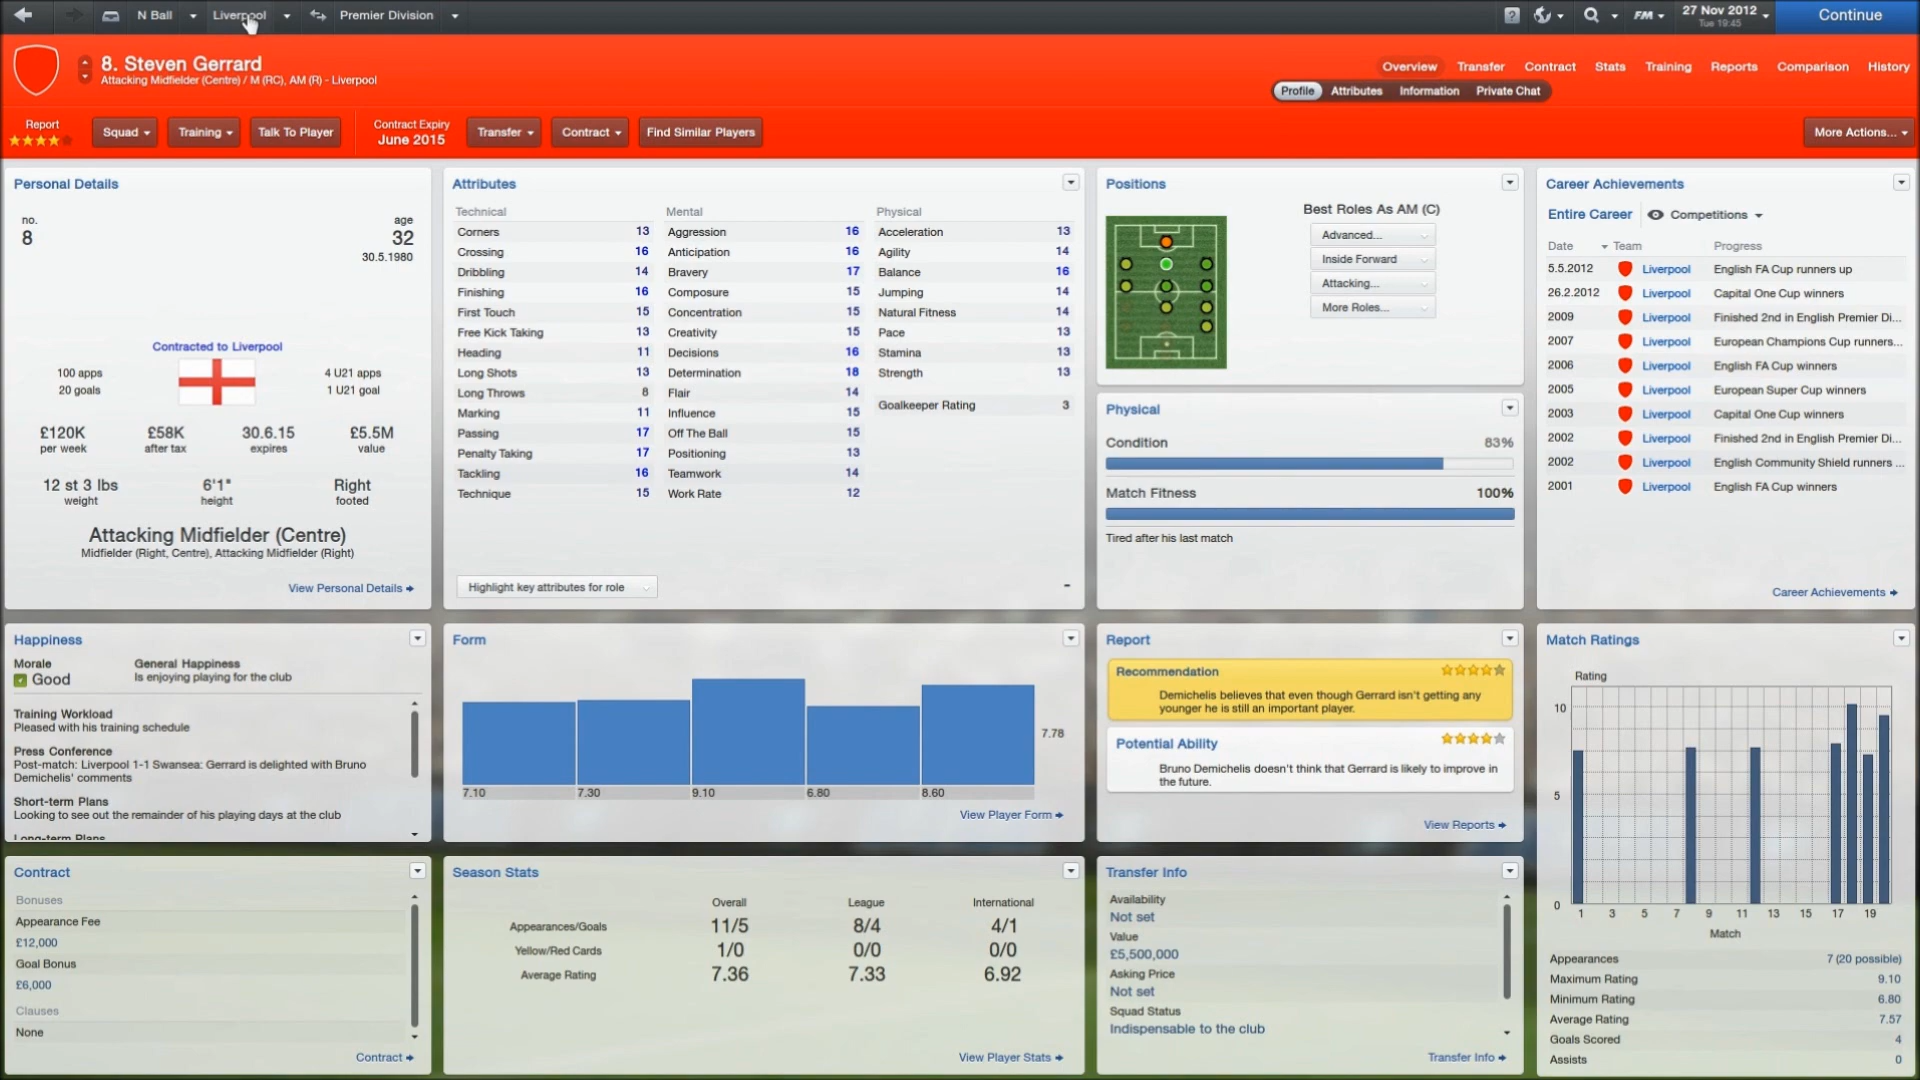 N Ball
Liverpool
Premier Division
?
FM
27 Nov 2012
Tue 19:45
Continue
8. Steven Gerrard
Attacking Midfielder (Centre) / M (RC), AM (R) - Liverpool
Overview Transfer Contract Stats Training Reports Comparison History
Profile Attributes Information Private Chat
Report
Squad
Training
Talk To Player
Contract Expiry
June 2015
Transfer
Contract
Find Similar Players
More Actions...
Personal Details
no.
8
age
32
30.5.1980
Contracted to Liverpool
100 apps
20 goals
4 U21 apps
1 U21 goal
£120K
per week
£58K
after tax
30.6.15
expires
£5.5M
value
12 st 3 lbs
weight
6'1"
height
Right
footed
Attacking Midfielder (Centre)
Midfielder (Right, Centre), Attacking Midfielder (Right)
View Personal Details
Attributes
Technical Mental Physical
Corners 13 Aggression 16 Acceleration 13
Crossing 16 Anticipation 16 Agility 14
Dribbling 14 Bravery 17 Balance 16
Finishing 16 Composure 15 Jumping 14
First Touch 15 Concentration 15 Natural Fitness 14
Free Kick Taking 13 Creativity 15 Pace 13
Heading 11 Decisions 16 Stamina 13
Long Shots 13 Determination 18 Strength 13
Long Throws 8 Flair 14
Goalkeeper Rating 3
Marking 11 Influence 15
Passing 17 Off The Ball 15
Penalty Taking 17 Positioning 13
Tackling 16 Teamwork 14
Technique 15 Work Rate 12
Highlight key attributes for role
-
Positions
Best Roles As AM (C)
Advanced...
Inside Forward
Attacking...
More Roles...
Physical
Condition 83%
Match Fitness 100%
Tired after his last match
Career Achievements
Entire Career Competitions
Date Team Progress
5.5.2012 Liverpool English FA Cup runners up
26.2.2012 Liverpool Capital One Cup winners
2009 Liverpool Finished 2nd in English Premier Di...
2007 Liverpool European Champions Cup runners...
2006 Liverpool English FA Cup winners
2005 Liverpool European Super Cup winners
2003 Liverpool Capital One Cup winners
2002 Liverpool Finished 2nd in English Premier Di...
2002 Liverpool English Community Shield runners ...
2001 Liverpool English FA Cup winners
Career Achievements
Happiness
Morale
Good
General Happiness
Is enjoying playing for the club
Training Workload
Pleased with his training schedule
Press Conference
Post-match: Liverpool 1-1 Swansea: Gerrard is delighted with Bruno
Demichelis' comments
Short-term Plans
Looking to see out the remainder of his playing days at the club
Long-term Plans
Form
7.78
7.10 7.30 9.10 6.80 8.60
View Player Form
Report
Recommendation
Demichelis believes that even though Gerrard isn't getting any
younger he is still an important player.
Potential Ability
Bruno Demichelis doesn't think that Gerrard is likely to improve in
the future.
View Reports
Match Ratings
Rating
10
5
0
1 3 5 7 9 11 13 15 17 19
Match
Appearances 7 (20 possible)
Maximum Rating 9.10
Minimum Rating 6.80
Average Rating 7.57
Goals Scored 4
Assists 0
Contract
Bonuses
Appearance Fee
£12,000
Goal Bonus
£6,000
Clauses
None
Contract
Season Stats
Overall League International
Appearances/Goals 11/5 8/4 4/1
Yellow/Red Cards 1/0 0/0 0/0
Average Rating 7.36 7.33 6.92
View Player Stats
Transfer Info
Availability
Not set
Value
£5,500,000
Asking Price
Not set
Squad Status
Indispensable to the club
Transfer Info